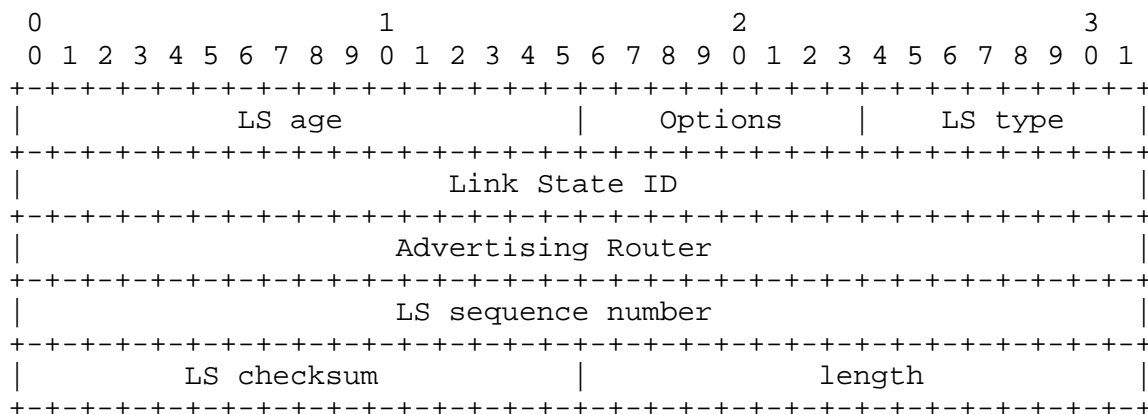 0                   1                   2                   3
0 1 2 3 4 5 6 7 8 9 0 1 2 3 4 5 6 7 8 9 0 1 2 3 4 5 6 7 8 9 0 1
+-+-+-+-+-+-+-+-+-+-+-+-+-+-+-+-+-+-+-+-+-+-+-+-+-+-+-+-+-+-+-+-+
|            LS age             |    Options    |    LS type    |
+-+-+-+-+-+-+-+-+-+-+-+-+-+-+-+-+-+-+-+-+-+-+-+-+-+-+-+-+-+-+-+-+
|                        Link State ID                          |
+-+-+-+-+-+-+-+-+-+-+-+-+-+-+-+-+-+-+-+-+-+-+-+-+-+-+-+-+-+-+-+-+
|                     Advertising Router                        |
+-+-+-+-+-+-+-+-+-+-+-+-+-+-+-+-+-+-+-+-+-+-+-+-+-+-+-+-+-+-+-+-+
|                     LS sequence number                        |
+-+-+-+-+-+-+-+-+-+-+-+-+-+-+-+-+-+-+-+-+-+-+-+-+-+-+-+-+-+-+-+-+
|         LS checksum           |             length            |
+-+-+-+-+-+-+-+-+-+-+-+-+-+-+-+-+-+-+-+-+-+-+-+-+-+-+-+-+-+-+-+-+